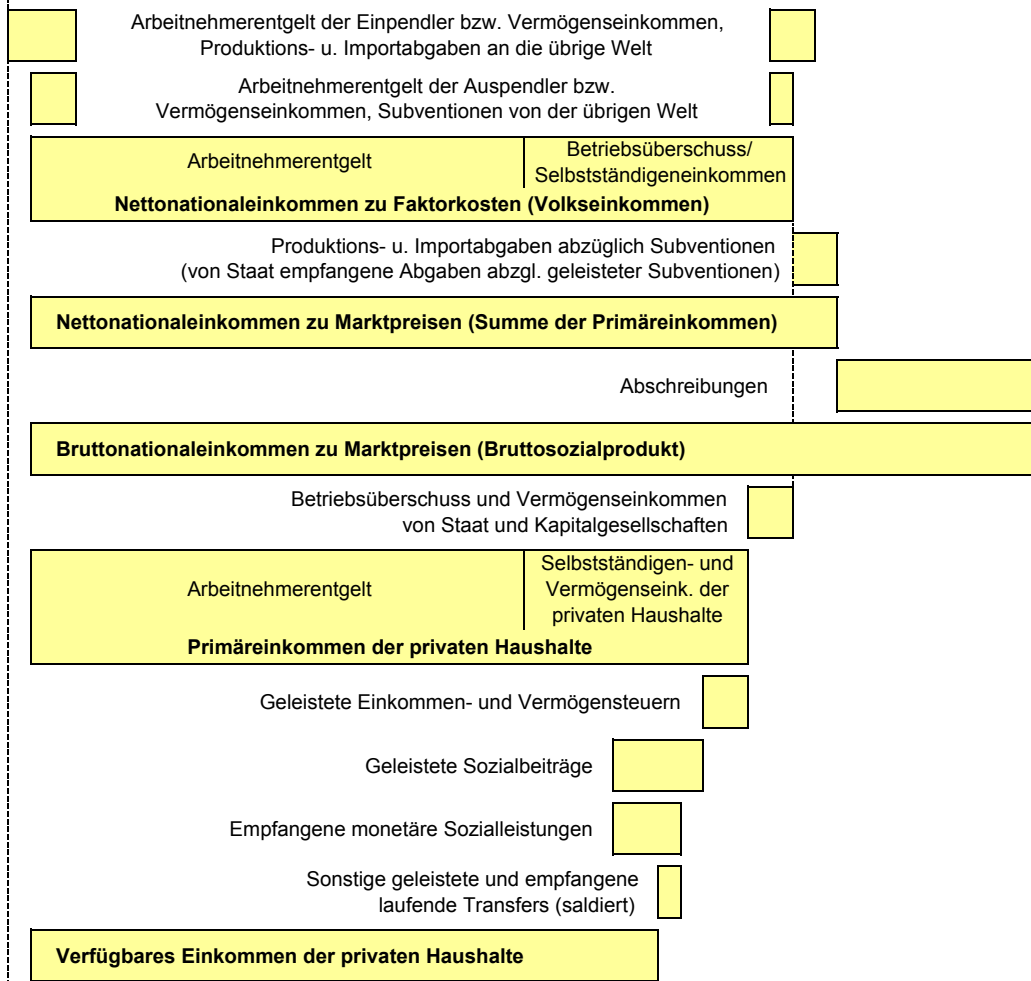 Arbeitnehmerentgelt der Einpendler bzw. Vermögenseinkommen,
Produktions- u. Importabgaben an die übrige Welt
Arbeitnehmerentgelt der Auspendler bzw.
Vermögenseinkommen, Subventionen von der übrigen Welt
Arbeitnehmerentgelt
Betriebsüberschuss/
Selbstständigeneinkommen
Nettonationaleinkommen zu Faktorkosten (Volkseinkommen)
Produktions- u. Importabgaben abzüglich Subventionen
(von Staat empfangene Abgaben abzgl. geleisteter Subventionen)
Nettonationaleinkommen zu Marktpreisen (Summe der Primäreinkommen)
Abschreibungen
Bruttonationaleinkommen zu Marktpreisen (Bruttosozialprodukt)
Betriebsüberschuss und Vermögenseinkommen
von Staat und Kapitalgesellschaften
Arbeitnehmerentgelt
Selbstständigen- und
Vermögenseink. der
privaten Haushalte
Primäreinkommen der privaten Haushalte
Geleistete Einkommen- und Vermögensteuern
Geleistete Sozialbeiträge
Empfangene monetäre Sozialleistungen
Sonstige geleistete und empfangene
laufende Transfers (saldiert)
Verfügbares Einkommen der privaten Haushalte